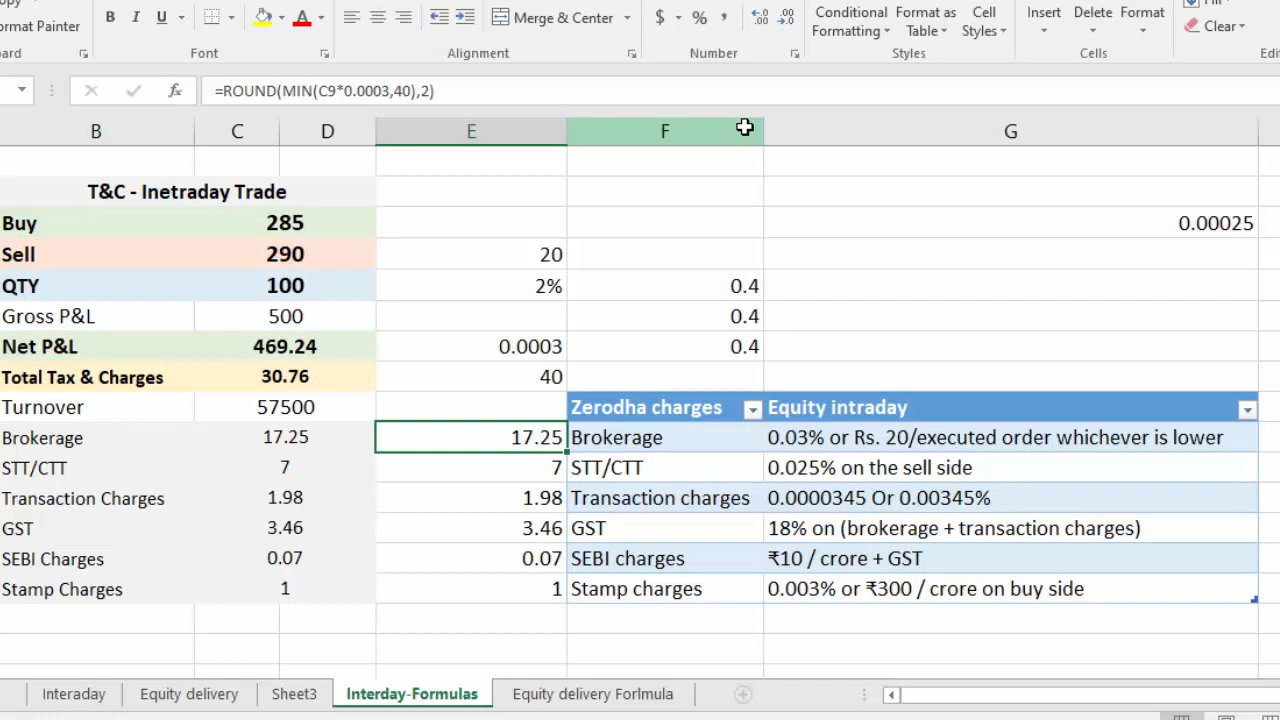 opy
B I U A $ % , Conditional Format as Cell Insert Delete Format
ormat Painter Merge & Center Formatting Table Styles Clear
ard Font Alignment Number Styles Cells Edi
fx =ROUND(MIN(C9*0.0003,40),2)
B C D E F G
T&C - Inetraday Trade
Buy 285 0.00025
Sell 290 20
QTY 100 2% 0.4
Gross P&L 500 0.4
Net P&L 469.24 0.0003 0.4
Total Tax & Charges 30.76 40
Turnover 57500 Zerodha charges Equity intraday
Brokerage 17.25 17.25 Brokerage 0.03% or Rs. 20/executed order whichever is lower
STT/CTT 7 7 STT/CTT 0.025% on the sell side
Transaction Charges 1.98 1.98 Transaction charges 0.0000345 Or 0.00345%
GST 3.46 3.46 GST 18% on (brokerage + transaction charges)
SEBI Charges 0.07 0.07 SEBI charges ₹10 / crore + GST
Stamp Charges 1 1 Stamp charges 0.003% or ₹300 / crore on buy side
Interaday Equity delivery Sheet3 Interday-Formulas Equity delivery Forlmula